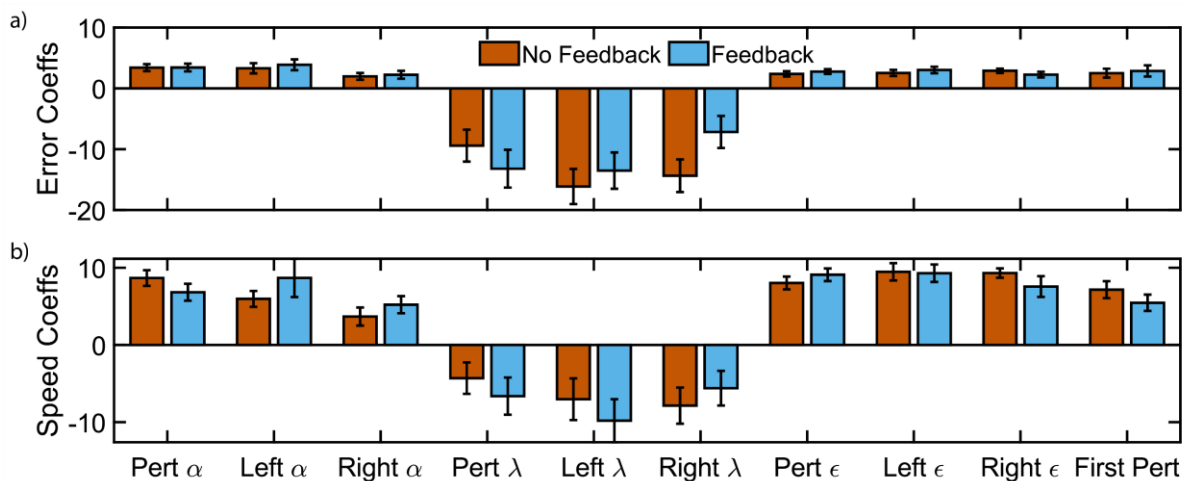 a)
10
No Feedback Feedback
0
-10
-20
Error Coeffs
b)
10
0
-10
Speed Coeffs
Pert α Left α Right α Pert λ Left λ Right λ Pert ϵ Left ϵ Right ϵ First Pert